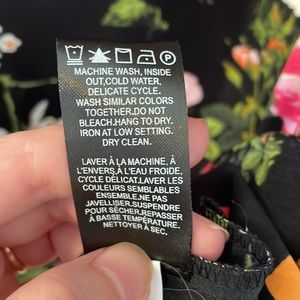 MACHINE WASH, INSIDE
OUT.COLD WATER,
DELICATE CYCLE.
WASH SIMILAR COLORS
TOGETHER.DO NOT
BLEACH.HANG TO DRY.
IRON AT LOW SETTING.
DRY CLEAN.
LAVER À LA MACHINE, À
L'ENVERS,À L'EAU FROIDE,
CYCLE DÉLICAT.LAVER LES
COULEURS SEMBLABLES
ENSEMBLE.NE PAS
JAVELLISER.SUSPENDRE
POUR SÉCHER.REPASSER
À BASSE TEMPÉRATURE.
NETTOYER À SEC.